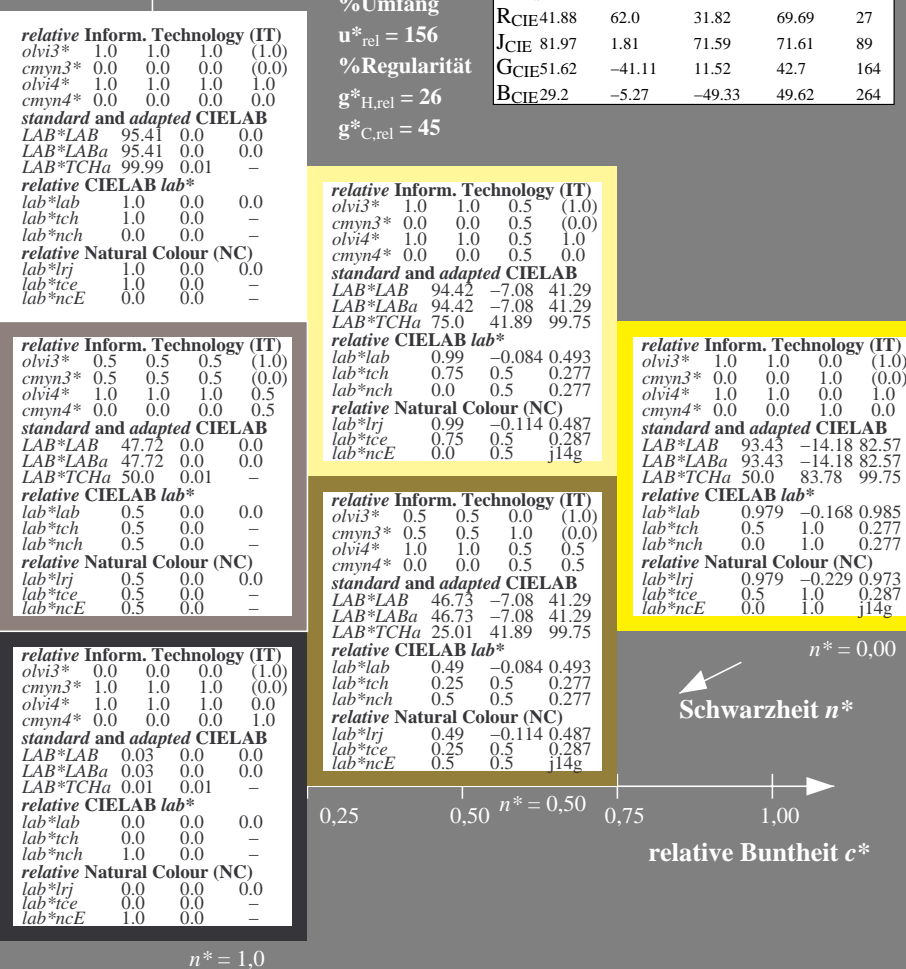 %Umfang
u*rel = 156
%Regularität
g*H,rel = 26
g*C,rel = 45
RCIE 41.88 62.0 31.82 69.69 27
JCIE 81.97 1.81 71.59 71.61 89
GCIE 51.62 −41.11 11.52 42.7 164
BCIE 29.2 −5.27 −49.33 49.62 264
relative Inform. Technology (IT)
olvi3* 1.0 1.0 1.0 (1.0)
cmyn3* 0.0 0.0 0.0 (0.0)
olvi4* 1.0 1.0 1.0 1.0
cmyn4* 0.0 0.0 0.0 0.0
standard and adapted CIELAB
LAB*LAB 95.41 0.0 0.0
LAB*LABa 95.41 0.0 0.0
LAB*TCHa 99.99 0.01 –
relative CIELAB lab*
lab*lab 1.0 0.0 0.0
lab*tch 1.0 0.0 –
lab*nch 0.0 0.0 –
relative Natural Colour (NC)
lab*lrj 1.0 0.0 0.0
lab*tce 1.0 0.0 –
lab*ncE 0.0 0.0 –
relative Inform. Technology (IT)
olvi3* 1.0 1.0 0.5 (1.0)
cmyn3* 0.0 0.0 0.5 (0.0)
olvi4* 1.0 1.0 0.5 1.0
cmyn4* 0.0 0.0 0.5 0.0
standard and adapted CIELAB
LAB*LAB 94.42 −7.08 41.29
LAB*LABa 94.42 −7.08 41.29
LAB*TCHa 75.0 41.89 99.75
relative CIELAB lab*
lab*lab 0.99 −0.084 0.493
lab*tch 0.75 0.5 0.277
lab*nch 0.0 0.5 0.277
relative Natural Colour (NC)
lab*lrj 0.99 −0.114 0.487
lab*tce 0.75 0.5 0.287
lab*ncE 0.0 0.5 j14g
relative Inform. Technology (IT)
olvi3* 0.5 0.5 0.5 (1.0)
cmyn3* 0.5 0.5 0.5 (0.0)
olvi4* 1.0 1.0 1.0 0.5
cmyn4* 0.0 0.0 0.0 0.5
standard and adapted CIELAB
LAB*LAB 47.72 0.0 0.0
LAB*LABa 47.72 0.0 0.0
LAB*TCHa 50.0 0.01 –
relative CIELAB lab*
lab*lab 0.5 0.0 0.0
lab*tch 0.5 0.0 –
lab*nch 0.5 0.0 –
relative Natural Colour (NC)
lab*lrj 0.5 0.0 0.0
lab*tce 0.5 0.0 –
lab*ncE 0.5 0.0 –
relative Inform. Technology (IT)
olvi3* 1.0 1.0 0.0 (1.0)
cmyn3* 0.0 0.0 1.0 (0.0)
olvi4* 1.0 1.0 0.0 1.0
cmyn4* 0.0 0.0 1.0 0.0
standard and adapted CIELAB
LAB*LAB 93.43 −14.18 82.57
LAB*LABa 93.43 −14.18 82.57
LAB*TCHa 50.0 83.78 99.75
relative CIELAB lab*
lab*lab 0.979 −0.168 0.985
lab*tch 0.5 1.0 0.277
lab*nch 0.0 1.0 0.277
relative Natural Colour (NC)
lab*lrj 0.979 −0.229 0.973
lab*tce 0.5 1.0 0.287
lab*ncE 0.0 1.0 j14g
relative Inform. Technology (IT)
olvi3* 0.5 0.5 0.0 (1.0)
cmyn3* 0.5 0.5 1.0 (0.0)
olvi4* 1.0 1.0 0.5 0.5
cmyn4* 0.0 0.0 0.5 0.5
standard and adapted CIELAB
LAB*LAB 46.73 −7.08 41.29
LAB*LABa 46.73 −7.08 41.29
LAB*TCHa 25.01 41.89 99.75
relative CIELAB lab*
lab*lab 0.49 −0.084 0.493
lab*tch 0.25 0.5 0.277
lab*nch 0.5 0.5 0.277
relative Natural Colour (NC)
lab*lrj 0.49 −0.114 0.487
lab*tce 0.25 0.5 0.287
lab*ncE 0.5 0.5 j14g
n* = 0,00
Schwarzheit n*
relative Inform. Technology (IT)
olvi3* 0.0 0.0 0.0 (1.0)
cmyn3* 1.0 1.0 1.0 (0.0)
olvi4* 1.0 1.0 1.0 0.0
cmyn4* 0.0 0.0 0.0 1.0
standard and adapted CIELAB
LAB*LAB 0.03 0.0 0.0
LAB*LABa 0.03 0.0 0.0
LAB*TCHa 0.01 0.01 –
relative CIELAB lab*
lab*lab 0.0 0.0 0.0
lab*tch 0.0 0.0 –
lab*nch 1.0 0.0 –
relative Natural Colour (NC)
lab*lrj 0.0 0.0 0.0
lab*tce 0.0 0.0 –
lab*ncE 1.0 0.0 –
0,25 0,50 n* = 0,50 0,75 1,00
relative Buntheit c*
n* = 1,0